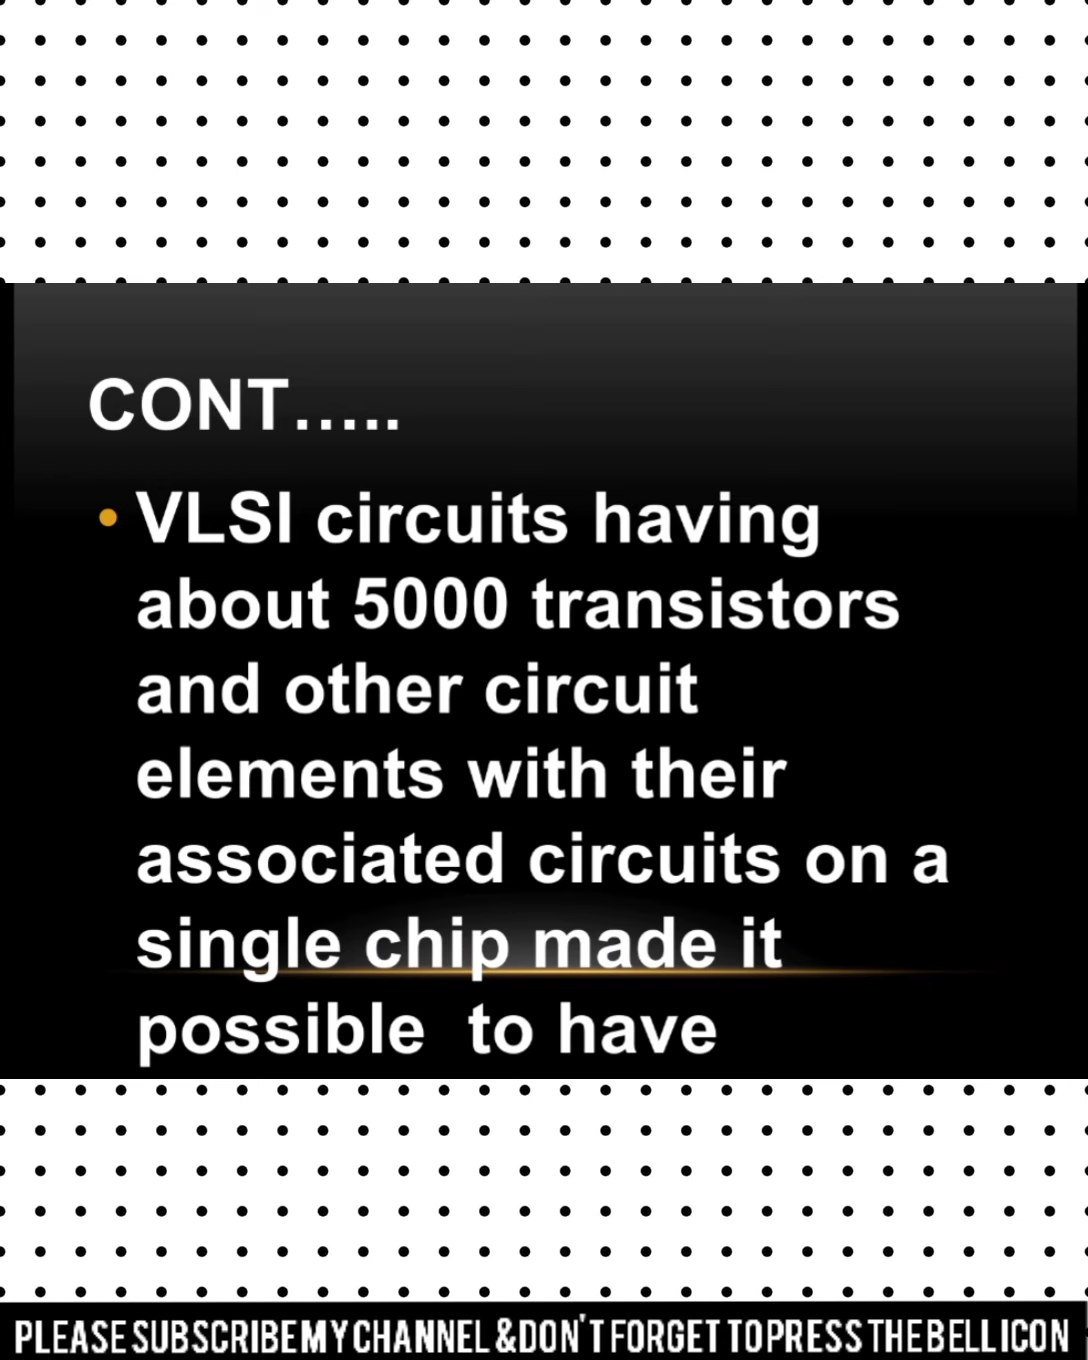 CONT.....
• VLSI circuits having
about 5000 transistors
and other circuit
elements with their
associated circuits on a
single chip made it
possible  to have
PLEASE SUBSCRIBE MY CHANNEL & DON'T FORGET TO PRESS THE BELL ICON